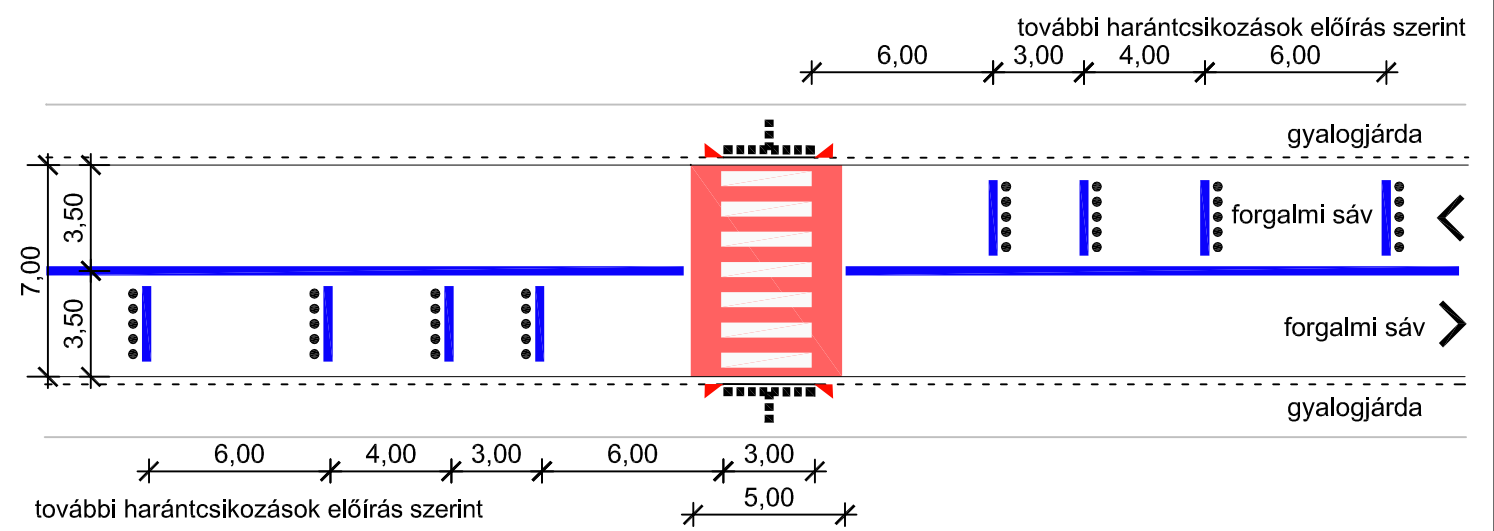 további harántcsikozások előírás szerint
6,00 3,00 4,00 6,00
gyalogjárda
3,50
forgalmi sáv
7,00
3,50
forgalmi sáv
gyalogjárda
6,00 4,00 3,00 6,00 3,00
5,00
további harántcsikozások előírás szerint